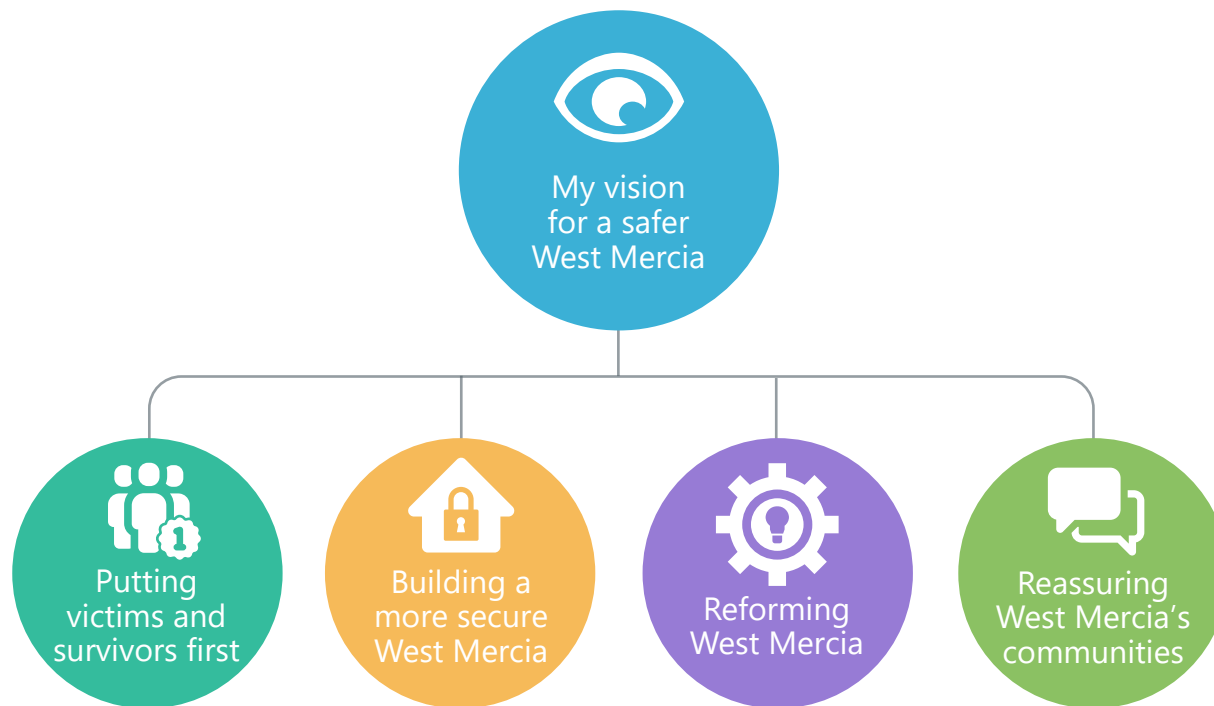 My vision
for a safer
West Mercia
1
Putting
victims and
survivors first
Building a
more secure
West Mercia
Reforming
West Mercia
Reassuring
West Mercia's
communities